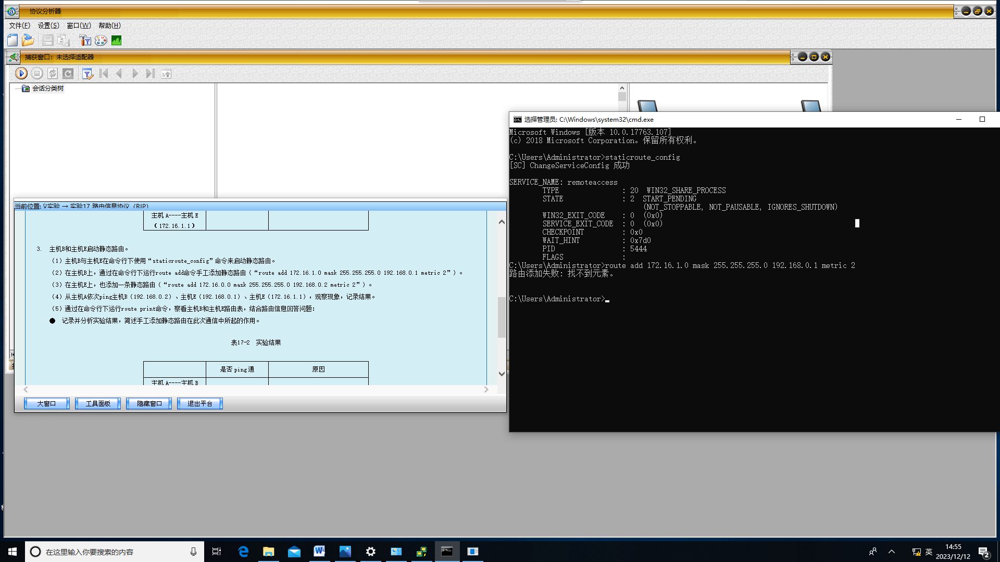 协议分析器
文件(F) 设置(S) 窗口(W) 帮助(H)
捕获窗口: 未选择适配器
会话分类树
选择管理员: C:\Windows\system32\cmd.exe
Microsoft Windows [版本 10.0.17763.107]
(c) 2018 Microsoft Corporation。保留所有权利。
C:\Users\Administrator>staticroute_config
[SC] ChangeServiceConfig 成功
SERVICE_NAME: remoteaccess
TYPE : 20 WIN32_SHARE_PROCESS
STATE : 2 START_PENDING
(NOT_STOPPABLE, NOT_PAUSABLE, IGNORES_SHUTDOWN)
WIN32_EXIT_CODE : 0 (0x0)
SERVICE_EXIT_CODE : 0 (0x0)
CHECKPOINT : 0x0
WAIT_HINT : 0x7d0
PID : 5444
FLAGS :
C:\Users\Administrator>route add 172.16.1.0 mask 255.255.255.0 192.168.0.1 metric 2
路由添加失败: 找不到元素。
C:\Users\Administrator>
当前位置: 义实验 → 实验17 路由信息协议（RIP）
主机 A----主机 E
（172.16.1.1）
3. 主机B和主机E启动静态路由。
（1）主机B与主机E在命令行下使用“staticroute_config”命令来启动静态路由。
（2）在主机B上，通过在命令行下运行route add命令手工添加静态路由（“route add 172.16.1.0 mask 255.255.255.0 192.168.0.1 metric 2”）。
（3）在主机E上，也添加一条静态路由（“route add 172.16.0.0 mask 255.255.255.0 192.168.0.2 metric 2”）。
（4）从主机A依次ping主机B（192.168.0.2）、主机E（192.168.0.1）、主机E（172.16.1.1），观察现象，记录结果。
（5）通过在命令行下运行route print命令，察看主机B和主机E路由表，结合路由信息回答问题：
● 记录并分析实验结果，简述手工添加静态路由在此次通信中所起的作用。
表17-2 实验结果
是否 ping 通 原因
主机 A----主机 B
大窗口 工具面板 隐藏窗口 退出平台
在这里输入你要搜索的内容
英
14:55
2023/12/12
2